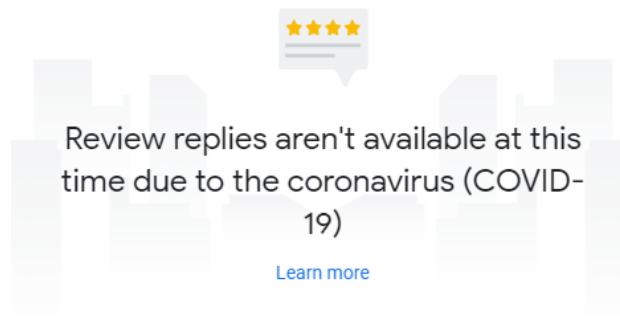 Review replies aren't available at this
time due to the coronavirus (COVID-
19)
Learn more